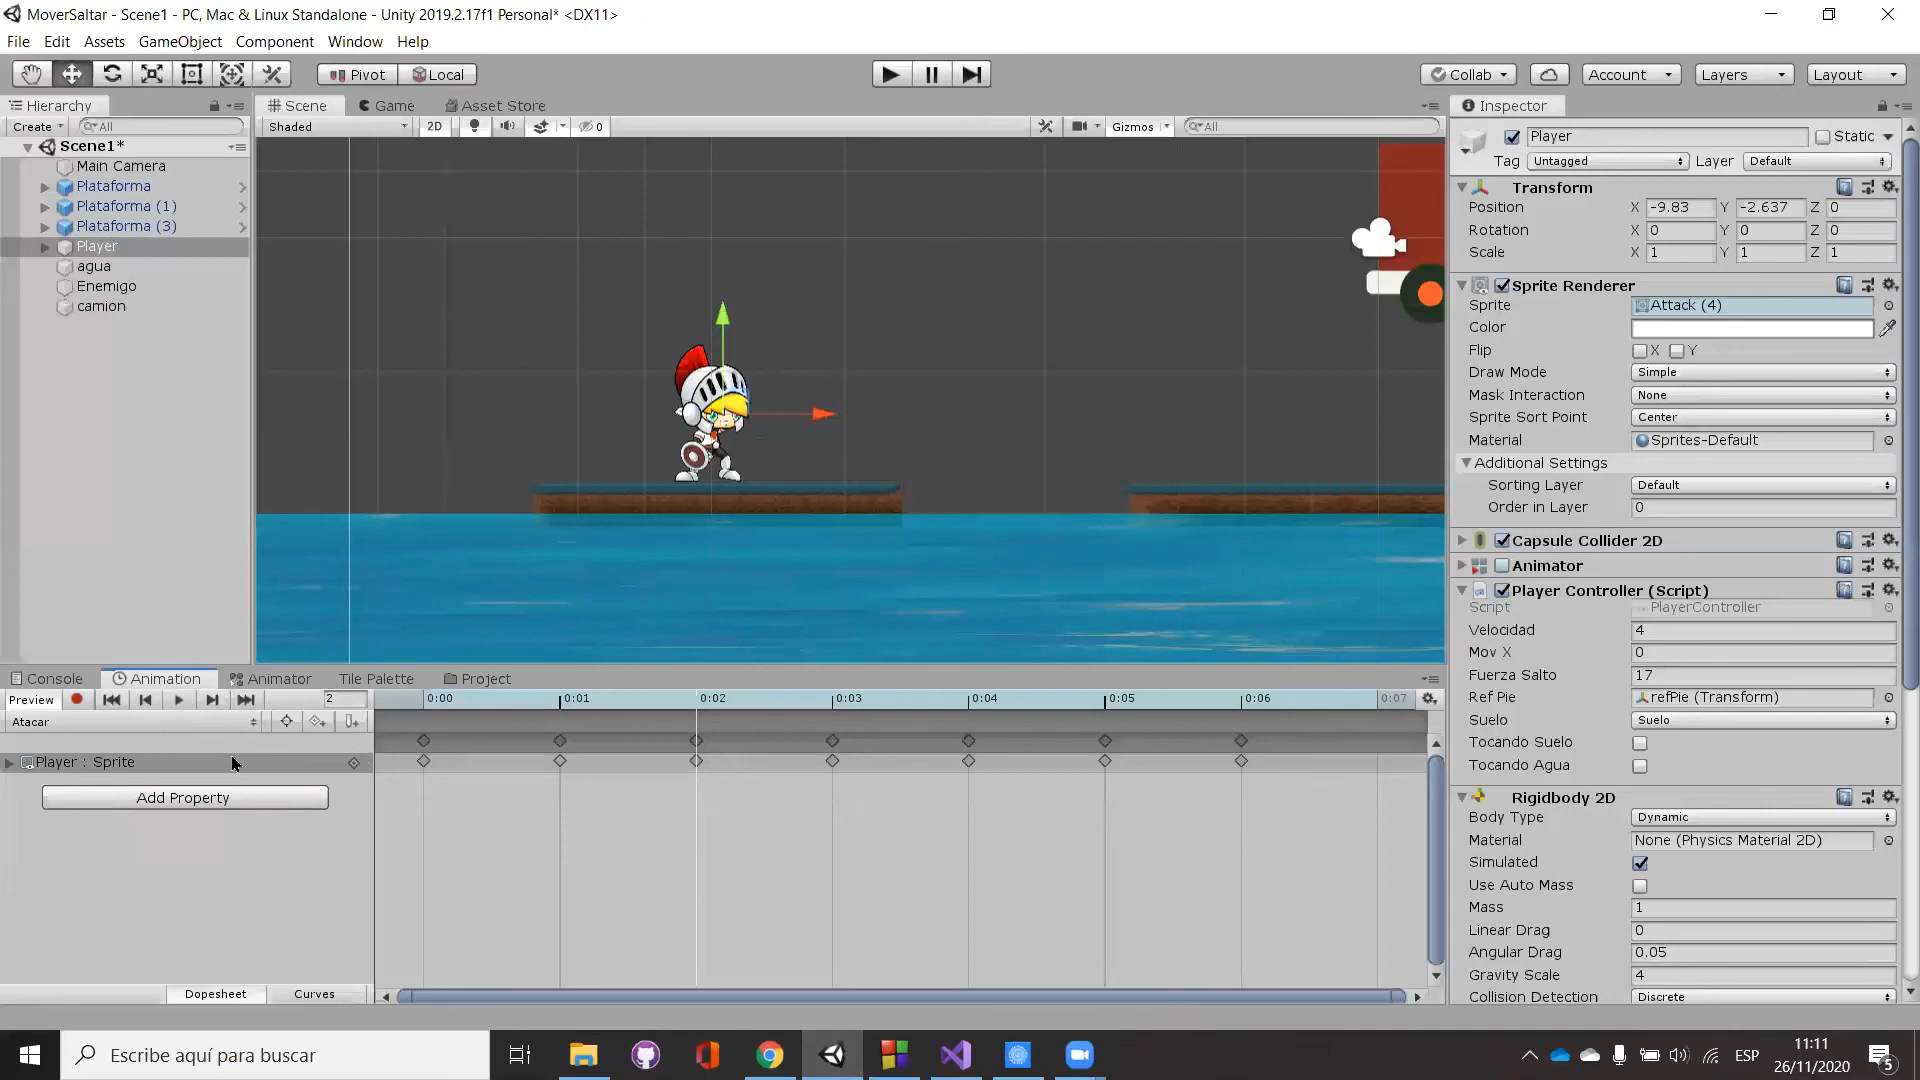 MoverSaltar - Scene1 - PC, Mac & Linux Standalone - Unity 2019.2.17f1 Personal* <DX11>
File Edit Assets GameObject Component Window Help
Pivot Local Collab Account Layers Layout
Hierarchy Scene Game Asset Store Inspector
Create All Shaded 2D 0 Gizmos All
Scene1*
Main Camera
Plataforma
Plataforma (1)
Plataforma (3)
Player
agua
Enemigo
camion
Player Static
Tag Untagged Layer Default
Transform
Position X -9.83 Y -2.637 Z 0
Rotation X 0 Y 0 Z 0
Scale X 1 Y 1 Z 1
Sprite Renderer
Sprite Attack (4)
Color
Flip X Y
Draw Mode Simple
Mask Interaction None
Sprite Sort Point Center
Material Sprites-Default
Additional Settings
Sorting Layer Default
Order in Layer 0
Capsule Collider 2D
Animator
Player Controller (Script)
Script PlayerController
Velocidad 4
Mov X 0
Fuerza Salto 17
Ref Pie refPie (Transform)
Suelo Suelo
Tocando Suelo
Tocando Agua
Rigidbody 2D
Body Type Dynamic
Material None (Physics Material 2D)
Simulated
Use Auto Mass
Mass 1
Linear Drag 0
Angular Drag 0.05
Gravity Scale 4
Collision Detection Discrete
Console Animation Animator Tile Palette Project
Preview 2 0:00 0:01 0:02 0:03 0:04 0:05 0:06 0:07
Atacar
Player : Sprite
Add Property
Dopesheet Curves
Escribe aquí para buscar
ESP
11:11
26/11/2020
5